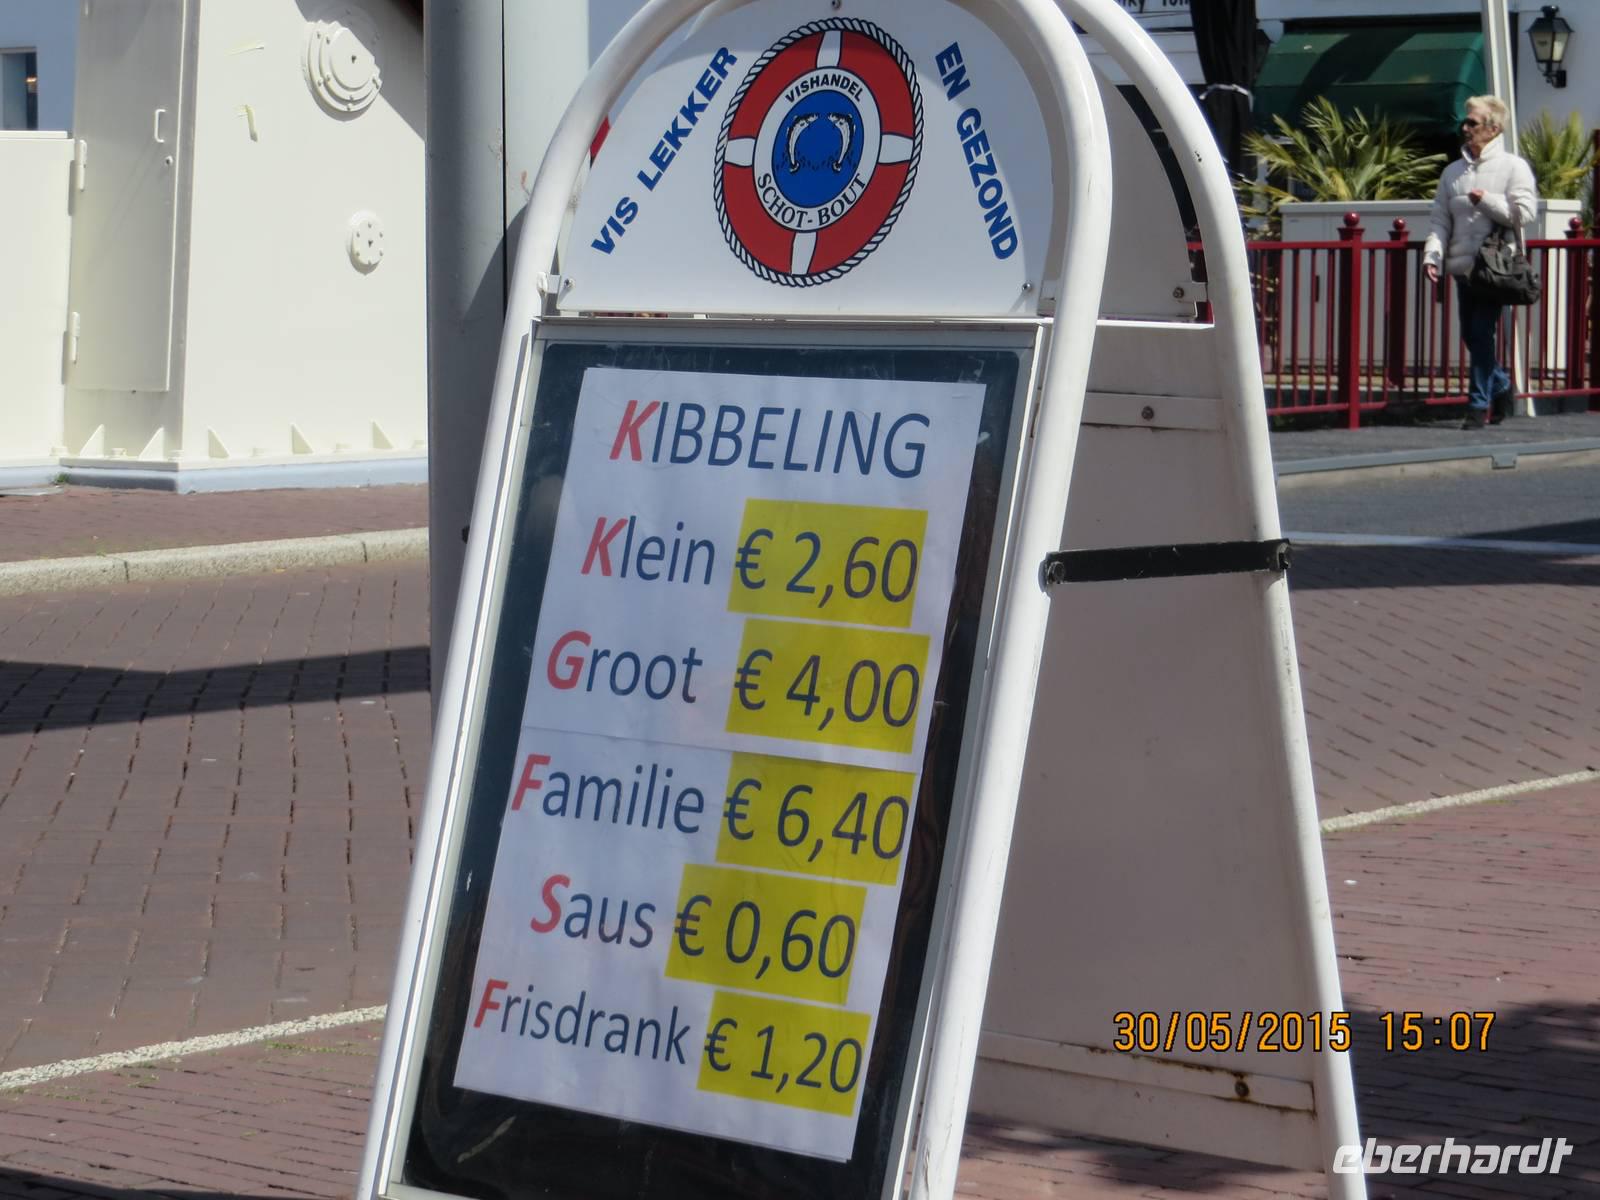 VIS LEKKER EN GEZOND
VISHANDEL
SCHOT-BOUT
KIBBELING
Klein € 2,60
Groot € 4,00
Familie € 6,40
Saus € 0,60
Frisdrank € 1,20
30/05/2015 15:07
eberhardt